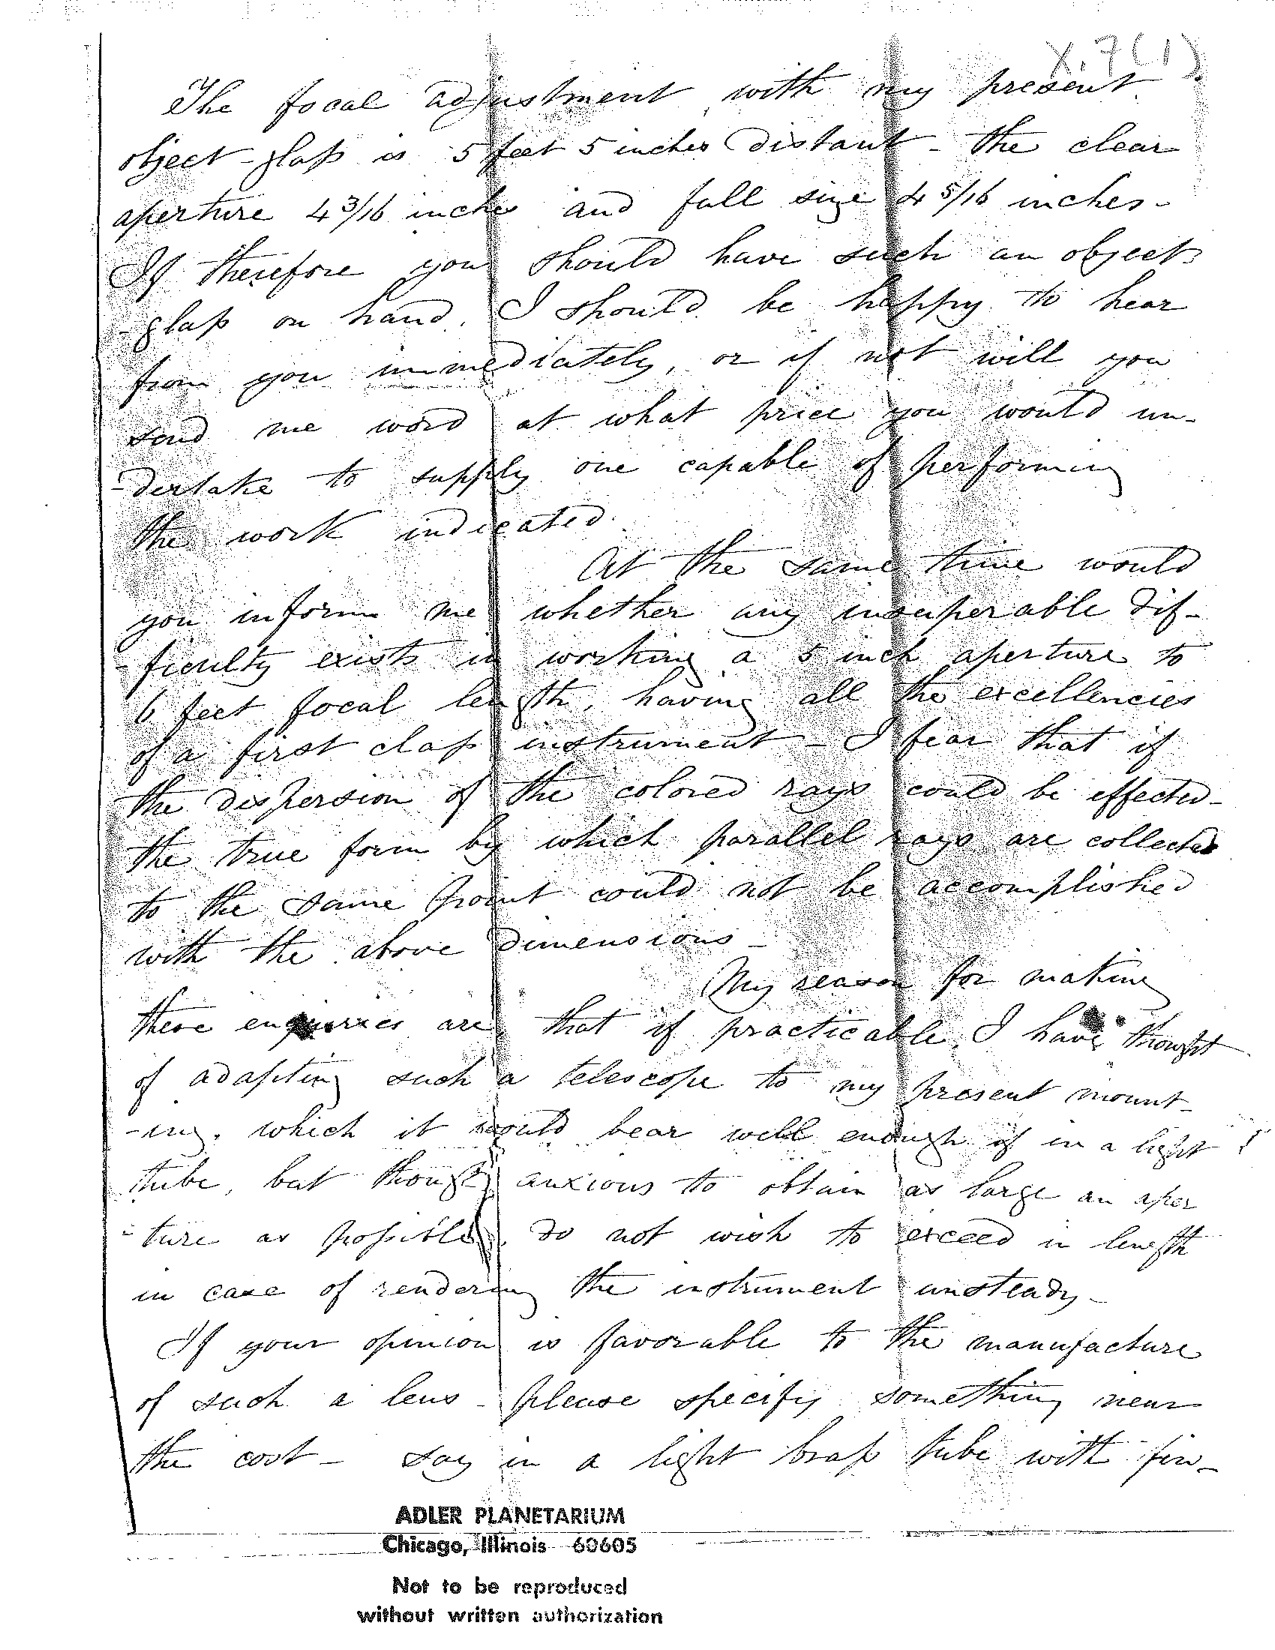 X.7(1)
The focal adjustment with my present
object-glass is 5 feet 5 inches distant - the clear
aperture 4 3/16 inches and full size 4 5/16 inches-
If therefore you should have such an object
-glass on hand, I should be happy to hear
from you immediately, or if not will you
send me word at what price you would un-
-dertake to supply one capable of performing
the work indicated.
At the same time would
you inform me whether any insuperable dif-
-ficulty exists in working a 5 inch aperture to
6 feet focal length, having all the excellencies
of a first class instrument - I fear that if
the dispersion of the colored rays could be effected-
the true form by which parallel rays are collected
to the same point could not be accomplished
with the above dimensions -
My reason for making
these enquiries are, that if practicable, I have thought
of adapting such a telescope to my present mount-
-ing, which it would bear well enough if in a light
tube, but though anxious to obtain as large an aper
-ture as possible, do not wish to exceed in length
in case of rendering the instrument unsteady-
If your opinion is favorable to the manufacture
of such a lens - please specify something near
the cost - say in a light brass tube with fin-
ADLER PLANETARIUM
Chicago, Illinois 60605
Not to be reproduced
without written authorization